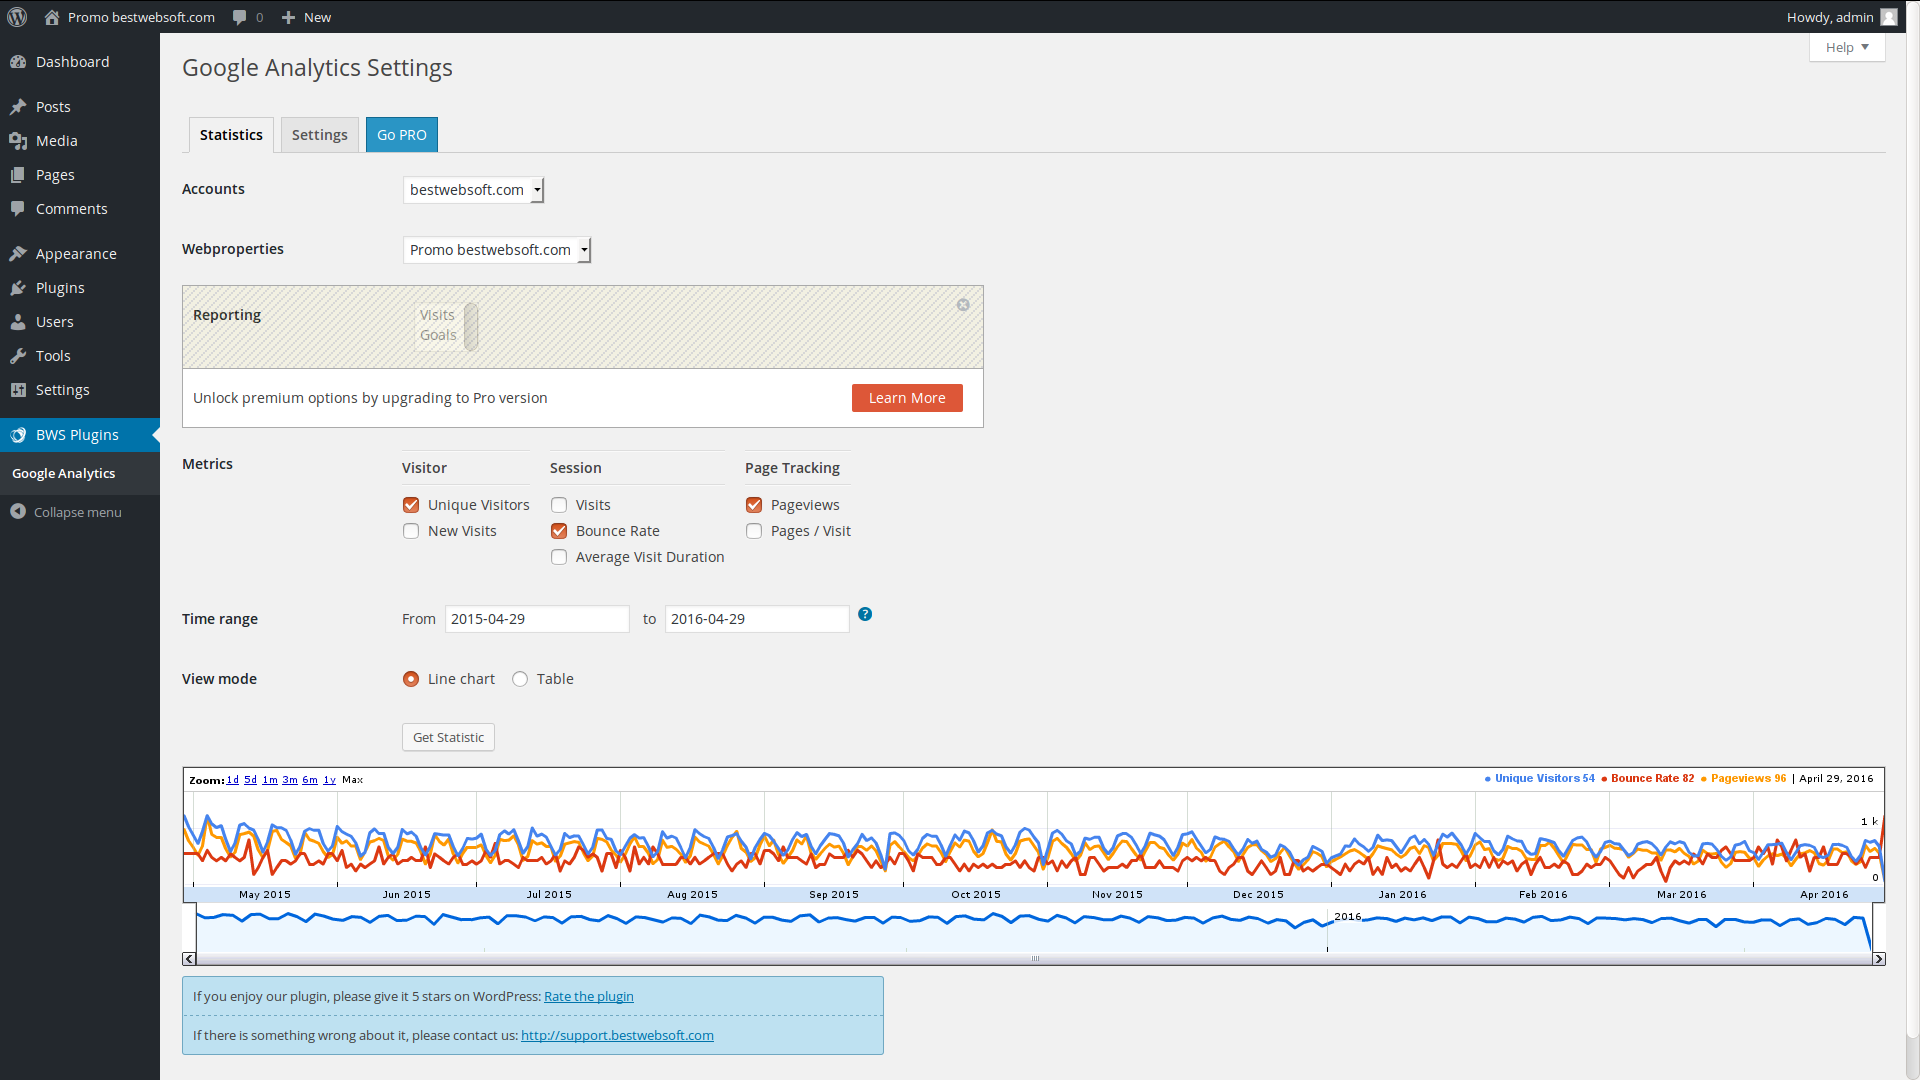 Promo bestwebsoft.com 0 New Howdy, admin
Help
Dashboard
Posts
Media
Pages
Comments
Appearance
Plugins
Users
Tools
Settings
BWS Plugins
Google Analytics
Collapse menu
Google Analytics Settings
Statistics Settings Go PRO
Accounts bestwebsoft.com
Webproperties Promo bestwebsoft.com
Reporting Visits
Goals
Unlock premium options by upgrading to Pro version Learn More
Metrics Visitor Session Page Tracking
Unique Visitors Visits Pageviews
New Visits Bounce Rate Pages / Visit
Average Visit Duration
Time range From 2015-04-29 to 2016-04-29 ?
View mode Line chart Table
Get Statistic
Zoom: 1d 5d 1m 3m 6m 1y Max Unique Visitors 54 Bounce Rate 82 Pageviews 96 | April 29, 2016
1 k
0
May 2015 Jun 2015 Jul 2015 Aug 2015 Sep 2015 Oct 2015 Nov 2015 Dec 2015 Jan 2016 Feb 2016 Mar 2016 Apr 2016
2016
If you enjoy our plugin, please give it 5 stars on WordPress: Rate the plugin
If there is something wrong about it, please contact us: http://support.bestwebsoft.com